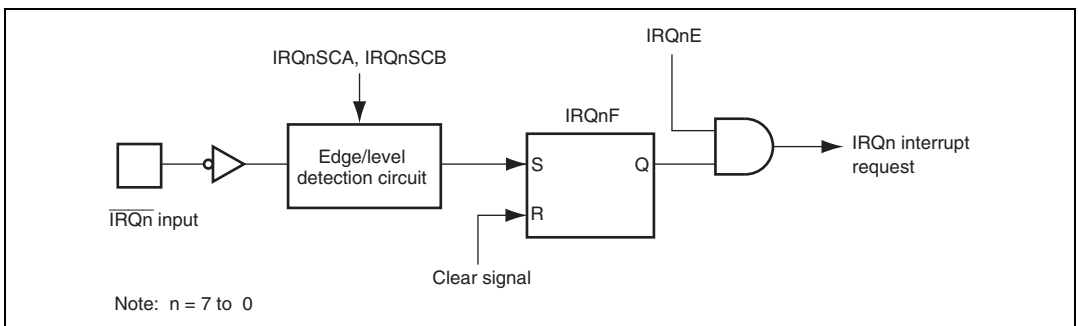 IRQnE
IRQnSCA, IRQnSCB
IRQnF
Edge/level
detection circuit
S
Q
R
IRQn interrupt
request
IRQn input
Clear signal
Note: n = 7 to 0